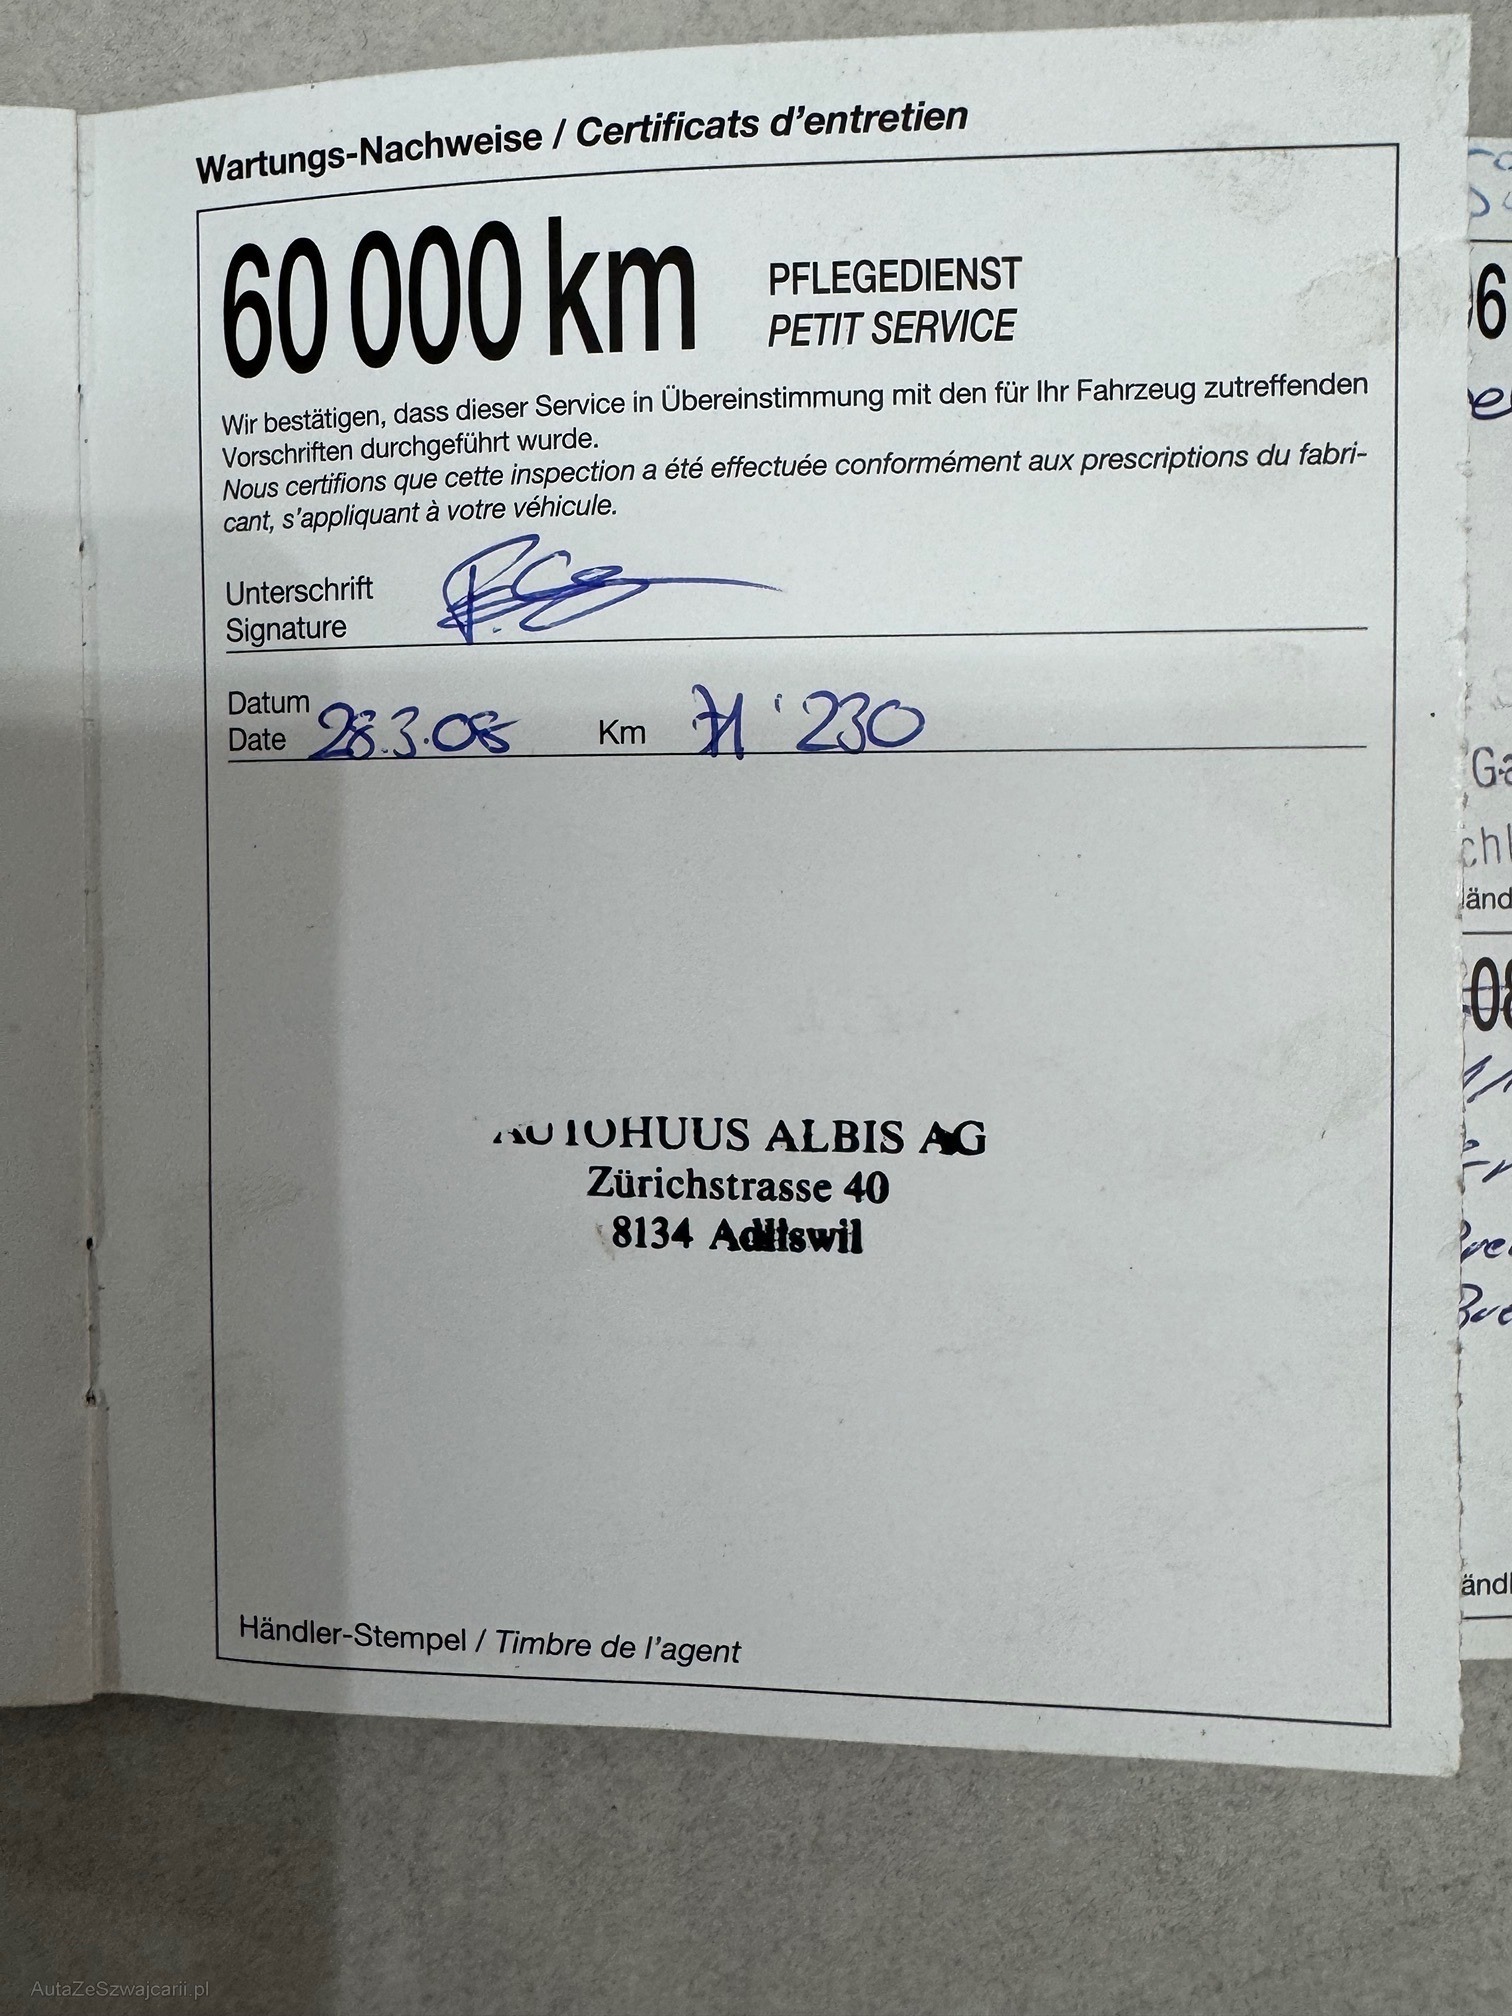 Wartungs-Nachweise / Certificats d'entretien
60 000 km
PFLEGEDIENST
PETIT SERVICE
Wir bestätigen, dass dieser Service in Übereinstimmung mit den für Ihr Fahrzeug zutreffenden
Vorschriften durchgeführt wurde.
Nous certifions que cette inspection a été effectuée conformément aux prescriptions du fabri-
cant, s'appliquant à votre véhicule.
Unterschrift
Signature
Datum
Date 28.3.08 Km 71'230
AUTOHUUS ALBIS AG
Zürichstrasse 40
8134 Adliswil
Händler-Stempel / Timbre de l'agent
AutaZeSzwajcarii.pl